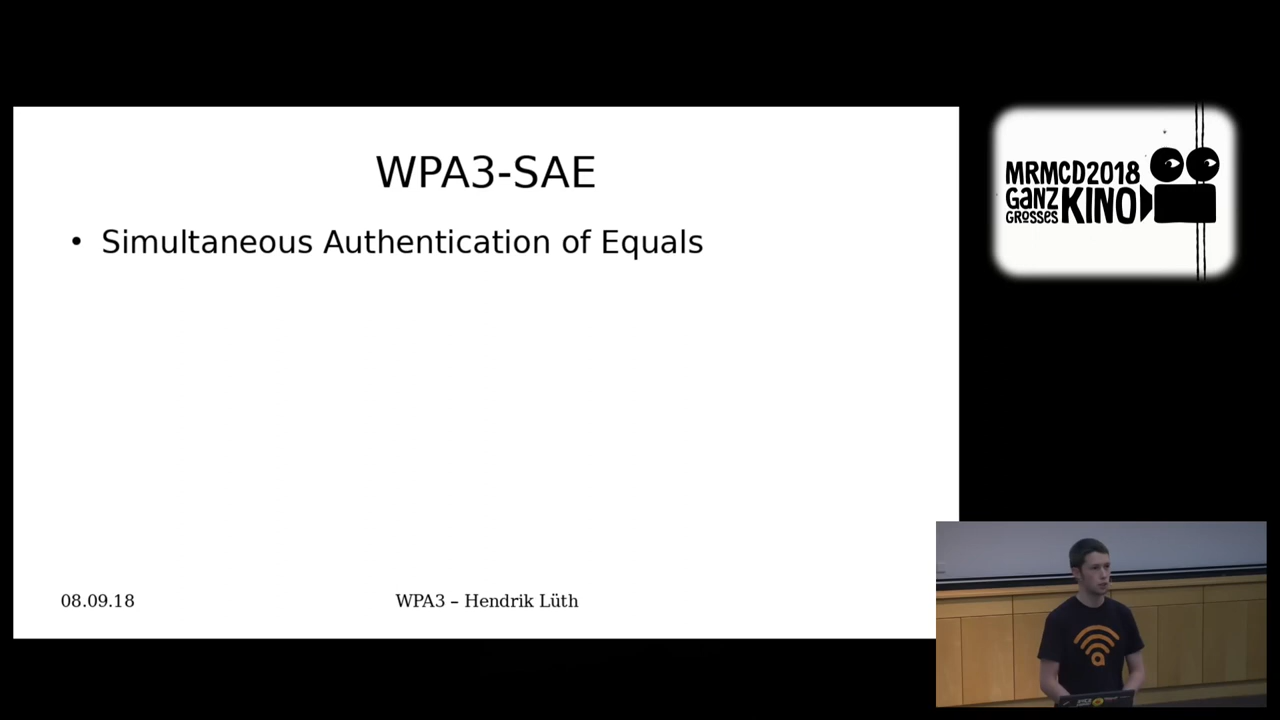 WPA3-SAE
• Simultaneous Authentication of Equals
08.09.18
WPA3 – Hendrik Lüth
MRMCD2018
GANZ
GROSSES
KINO